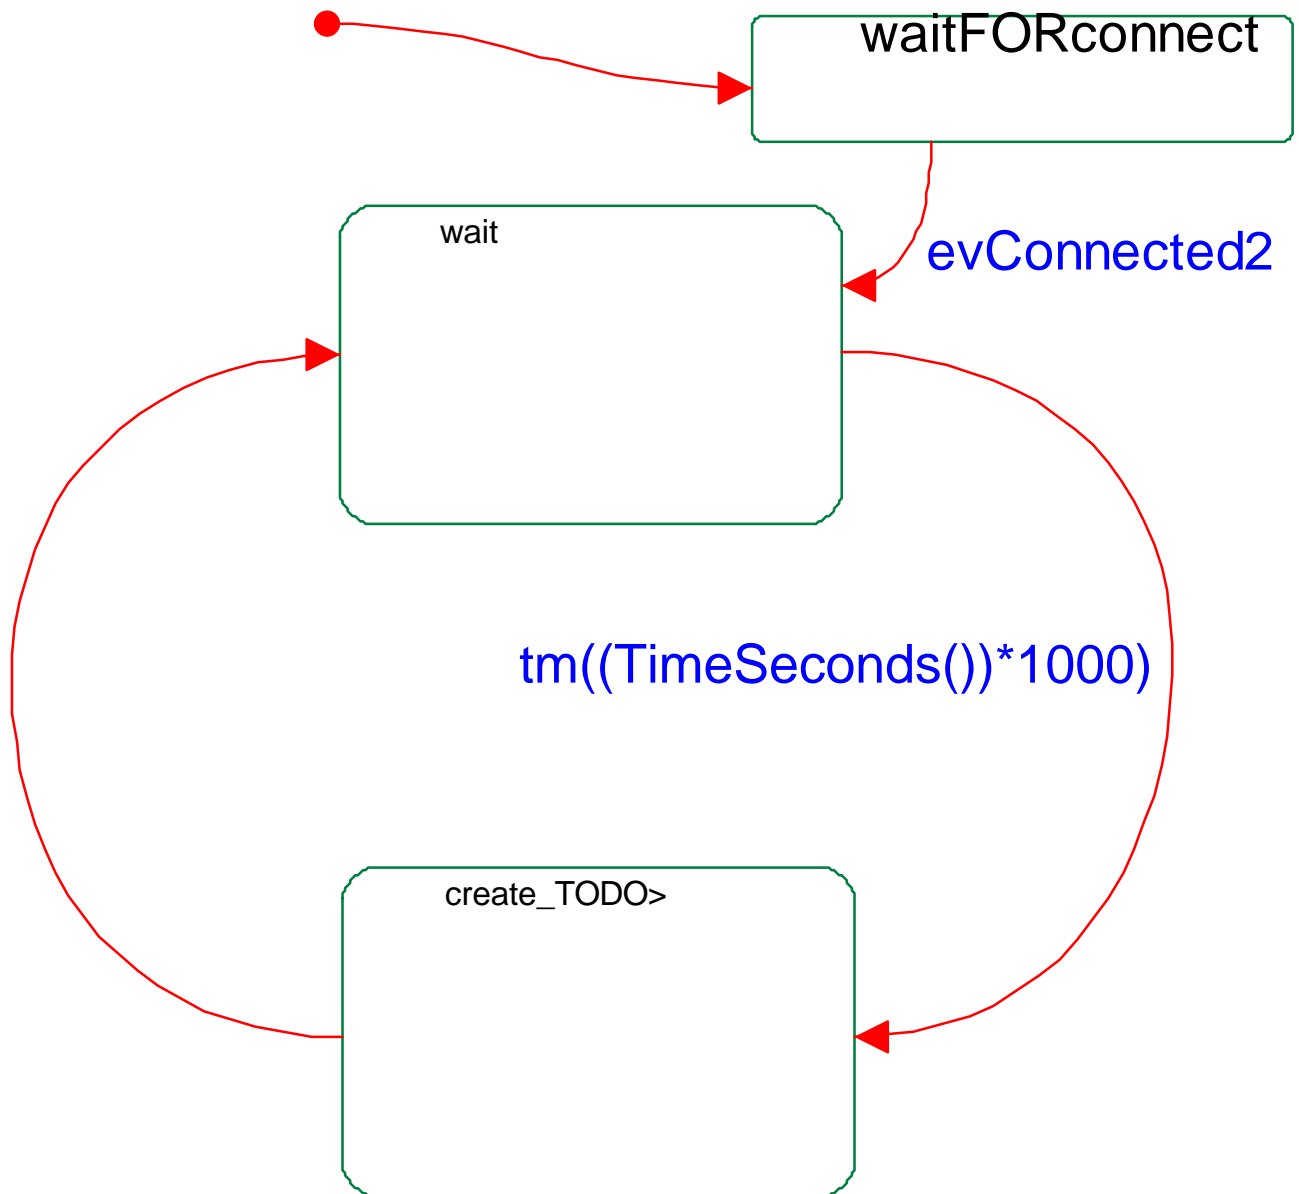 waitFORconnect
wait
evConnected2
tm((TimeSeconds())*1000)
create_TODO>